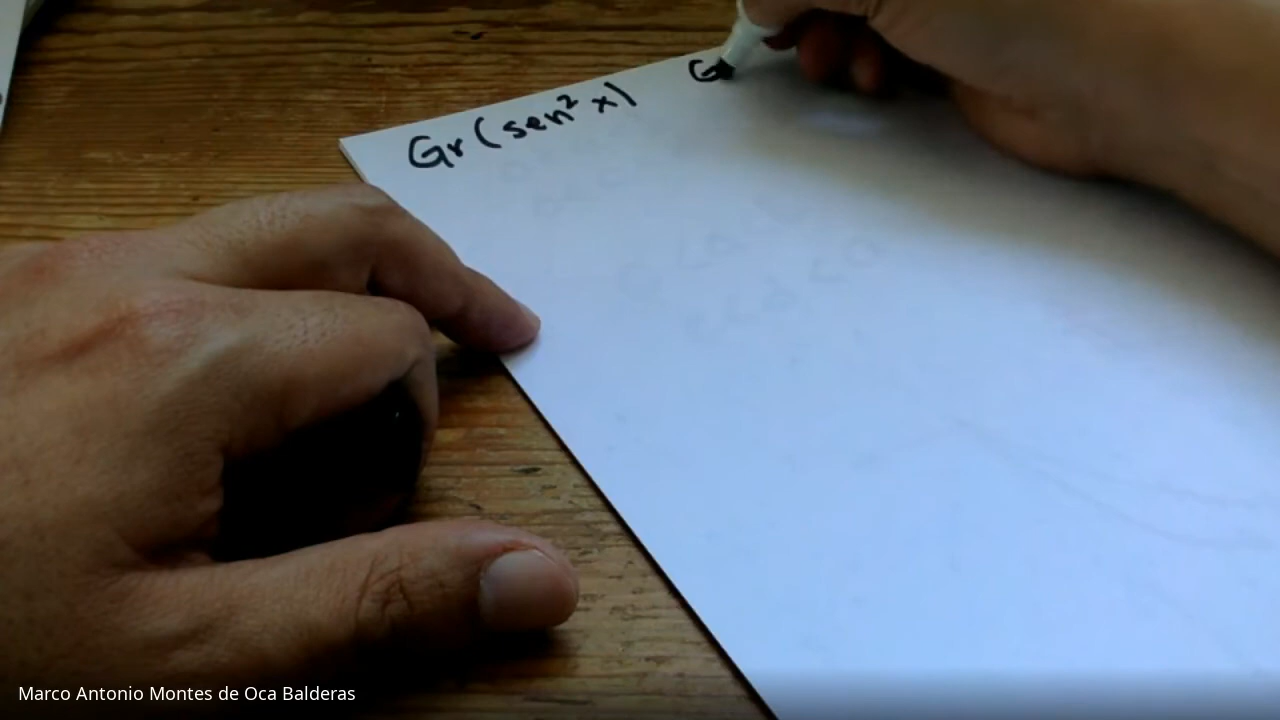 Gr(sen² x) G
Marco Antonio Montes de Oca Balderas